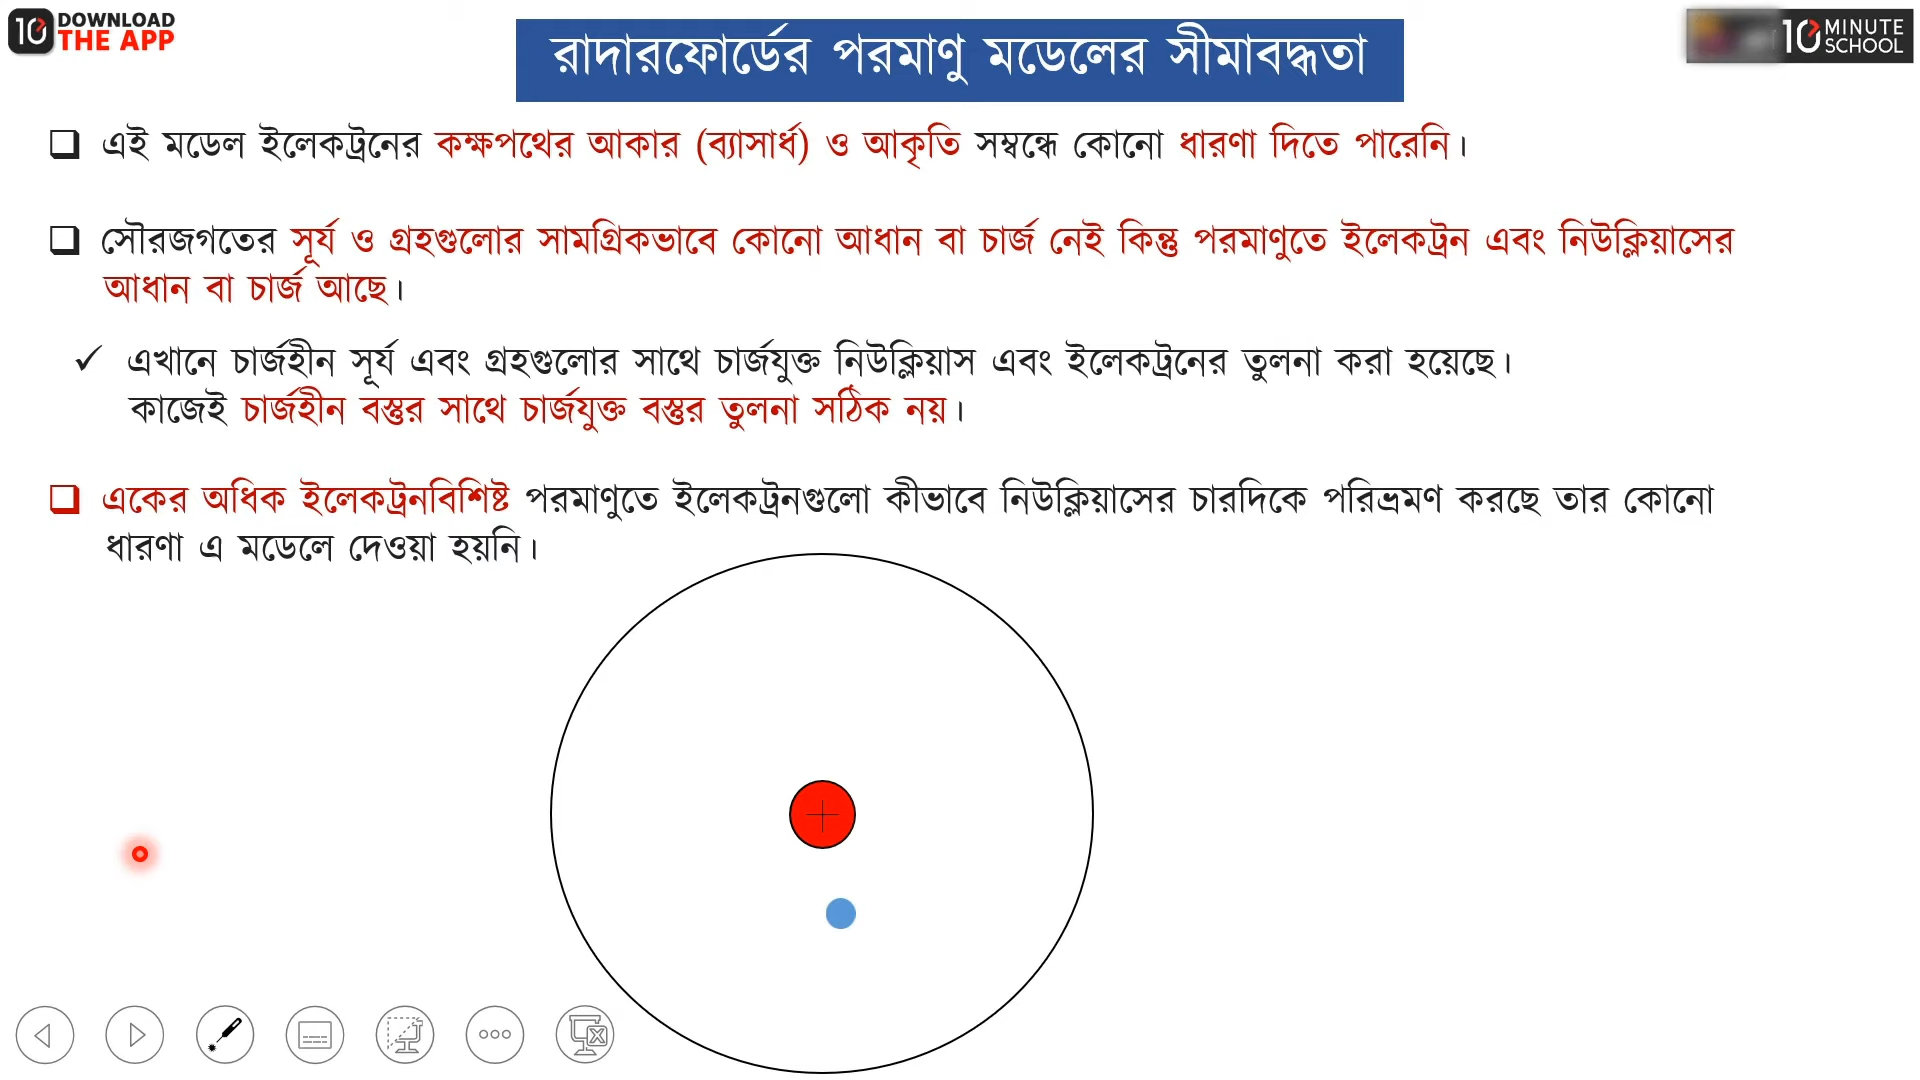 DOWNLOAD
THE APP
রাদারফোর্ডের পরমাণু মডেলের সীমাবদ্ধতা
10 MINUTE
SCHOOL
এই মডেল ইলেকট্রনের কক্ষপথের আকার (ব্যাসার্ধ) ও আকৃতি সম্বন্ধে কোনো ধারণা দিতে পারেনি।
সৌরজগতের সূর্য ও গ্রহগুলোর সামগ্রিকভাবে কোনো আধান বা চার্জ নেই কিন্তু পরমাণুতে ইলেকট্রন এবং নিউক্লিয়াসের
আধান বা চার্জ আছে।
✓ এখানে চার্জহীন সূর্য এবং গ্রহগুলোর সাথে চার্জযুক্ত নিউক্লিয়াস এবং ইলেকট্রনের তুলনা করা হয়েছে।
কাজেই চার্জহীন বস্তুর সাথে চার্জযুক্ত বস্তুর তুলনা সঠিক নয়।
একের অধিক ইলেকট্রনবিশিষ্ট পরমাণুতে ইলেকট্রনগুলো কীভাবে নিউক্লিয়াসের চারদিকে পরিভ্রমণ করছে তার কোনো
ধারণা এ মডেলে দেওয়া হয়নি।
+